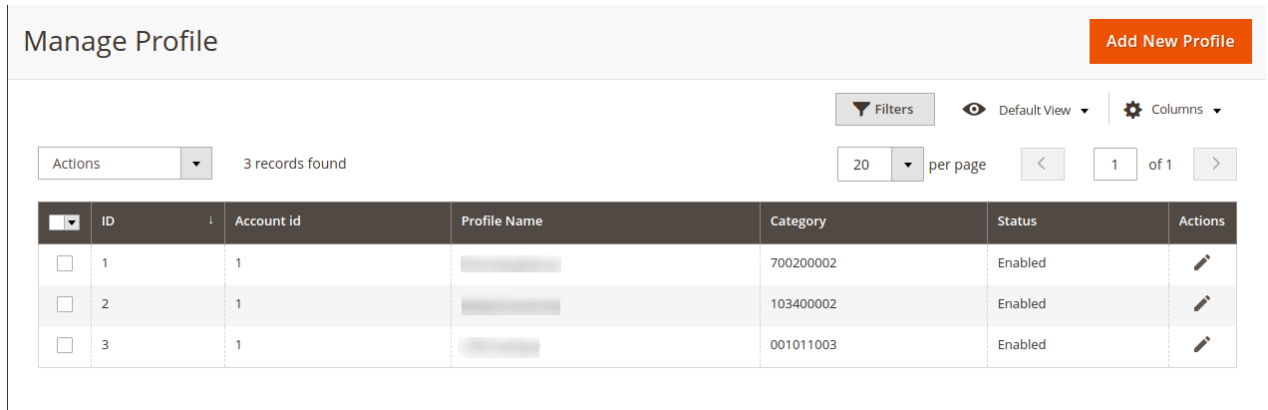 Manage Profile
Add New Profile
Filters
Default View
Columns
Actions
3 records found
20 per page
1 of 1
ID ↓ Account id Profile Name Category Status Actions
1 1 700200002 Enabled
2 1 103400002 Enabled
3 1 001011003 Enabled